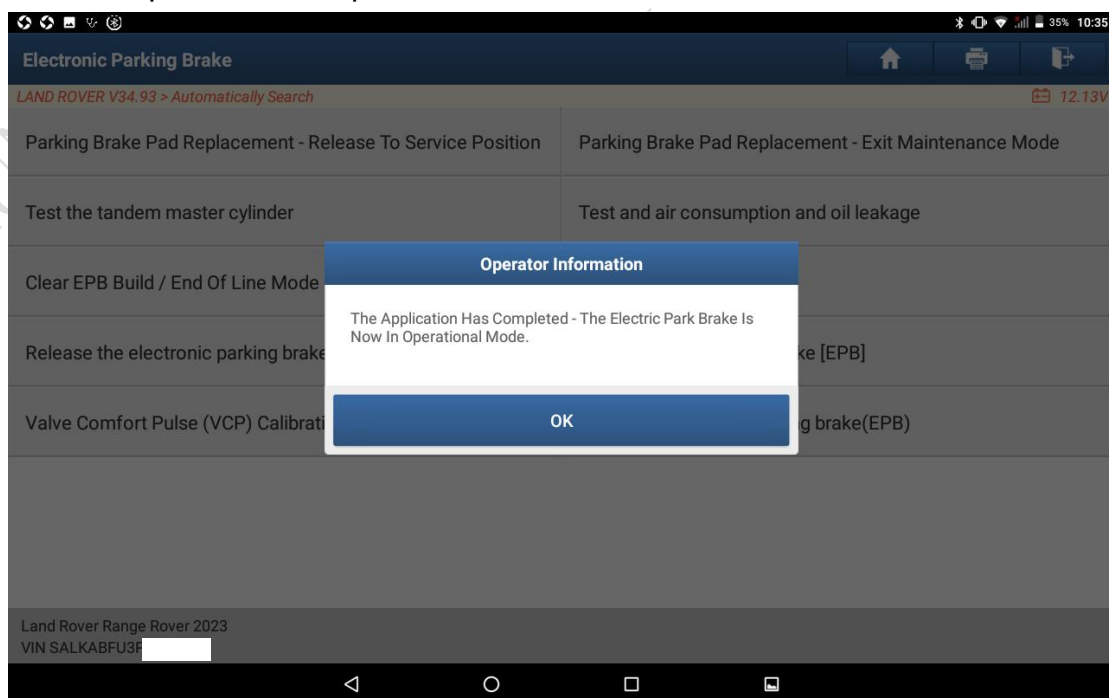 35% 10:35
Electronic Parking Brake
LAND ROVER V34.93 > Automatically Search
12.13V
Parking Brake Pad Replacement - Release To Service Position
Parking Brake Pad Replacement - Exit Maintenance Mode
Test the tandem master cylinder
Test and air consumption and oil leakage
Clear EPB Build / End Of Line Mode
Operator Information
The Application Has Completed - The Electric Park Brake Is
Now In Operational Mode.
OK
Release the electronic parking brake
ke [EPB]
Valve Comfort Pulse (VCP) Calibrati
g brake(EPB)
Land Rover Range Rover 2023
VIN SALKABFU3